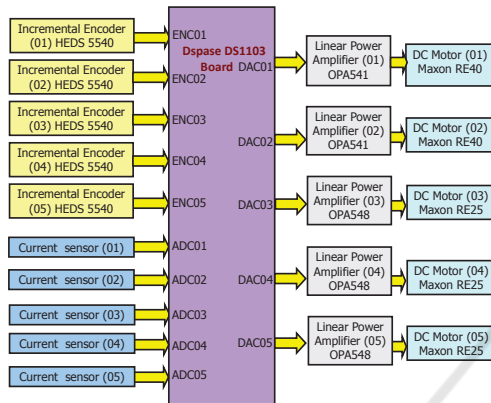 Incremental Encoder
(01) HEDS 5540
Incremental Encoder
(02) HEDS 5540
Incremental Encoder
(03) HEDS 5540
Incremental Encoder
(04) HEDS 5540
Incremental Encoder
(05) HEDS 5540
Current sensor (01)
Current sensor (02)
Current sensor (03)
Current sensor (04)
Current sensor (05)
ENC01
ENC02
ENC03
ENC04
ENC05
ADC01
ADC02
ADC03
ADC04
ADC05
Dspase DS1103
Board
DAC01
DAC02
DAC03
DAC04
DAC05
Linear Power
Amplifier (01)
OPA541
Linear Power
Amplifier (02)
OPA541
Linear Power
Amplifier (03)
OPA548
Linear Power
Amplifier (04)
OPA548
Linear Power
Amplifier (05)
OPA548
DC Motor (01)
Maxon RE40
DC Motor (02)
Maxon RE40
DC Motor (03)
Maxon RE25
DC Motor (04)
Maxon RE25
DC Motor (05)
Maxon RE25